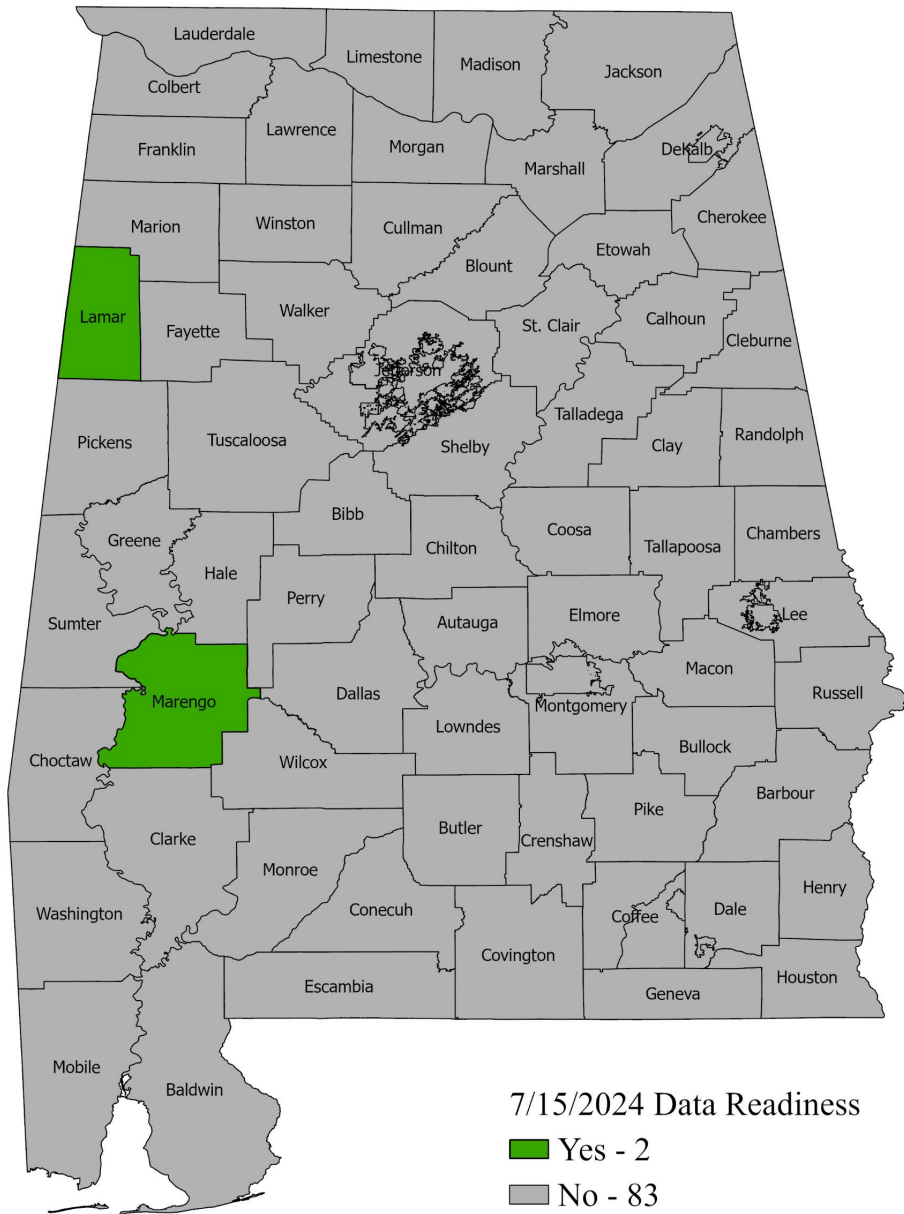 Lauderdale
Limestone
Madison
Jackson
Colbert
Lawrence
Franklin
Morgan
DeKalb
Marshall
Cherokee
Marion
Winston
Cullman
Etowah
Blount
Lamar
Walker
St. Clair
Calhoun
Fayette
Cleburne
Jefferson
Talladega
Pickens
Tuscaloosa
Shelby
Clay
Randolph
Bibb
Coosa
Chambers
Greene
Chilton
Tallapoosa
Hale
Perry
Sumter
Autauga
Elmore
Lee
Macon
Dallas
Russell
Marengo
Montgomery
Lowndes
Bullock
Choctaw
Wilcox
Barbour
Pike
Butler
Clarke
Crenshaw
Monroe
Henry
Washington
Conecuh
Coffee
Dale
Covington
Houston
Escambia
Geneva
Mobile
Baldwin
7/15/2024 Data Readiness
Yes - 2
No - 83